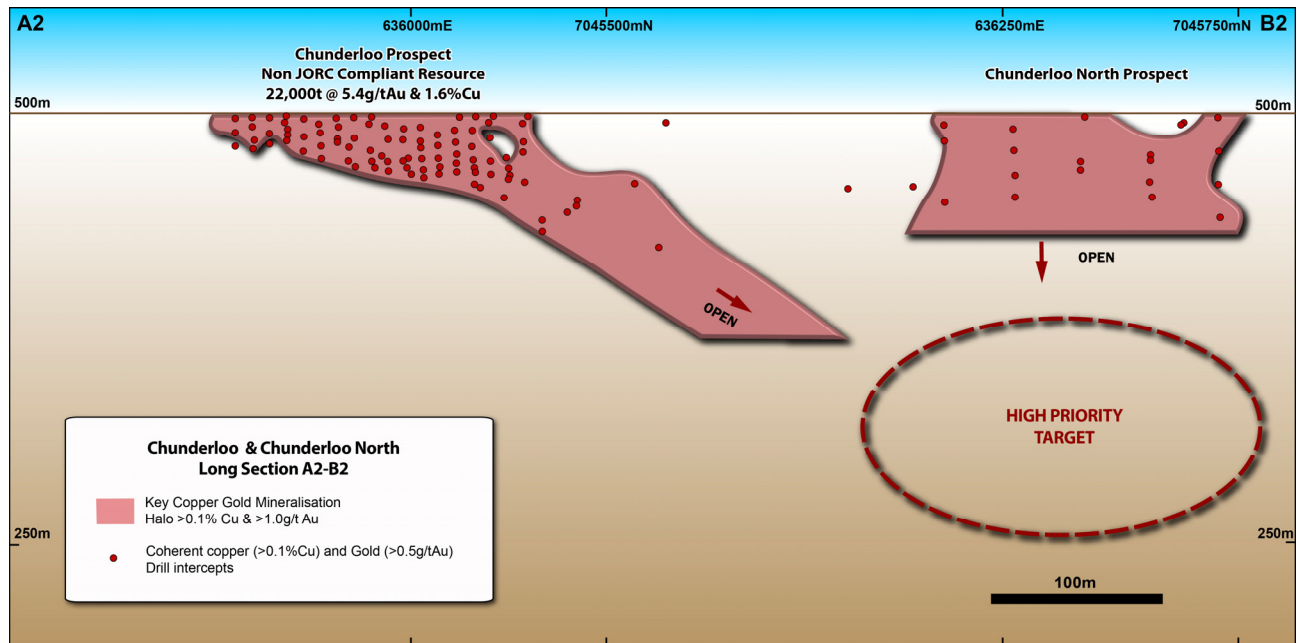 A2
636000mE
7045500mN
636250mE
7045750mN
B2
Chunderloo Prospect
Non JORC Compliant Resource
22,000t @ 5.4g/tAu & 1.6%Cu
Chunderloo North Prospect
500m
500m
OPEN
OPEN
HIGH PRIORITY
TARGET
Chunderloo & Chunderloo North
Long Section A2-B2
Key Copper Gold Mineralisation
Halo >0.1% Cu & >1.0g/t Au
Coherent copper (>0.1%Cu) and Gold (>0.5g/tAu)
Drill intercepts
250m
250m
100m